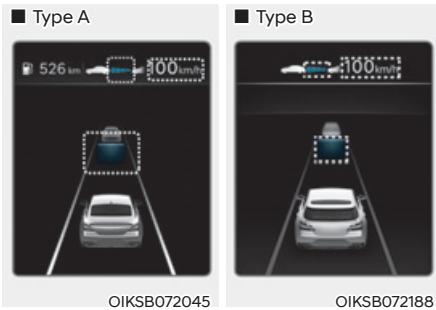 ■ Type A
■ Type B
526 km
100 km/h
100 km/h
OIKSB072045
OIKSB072188